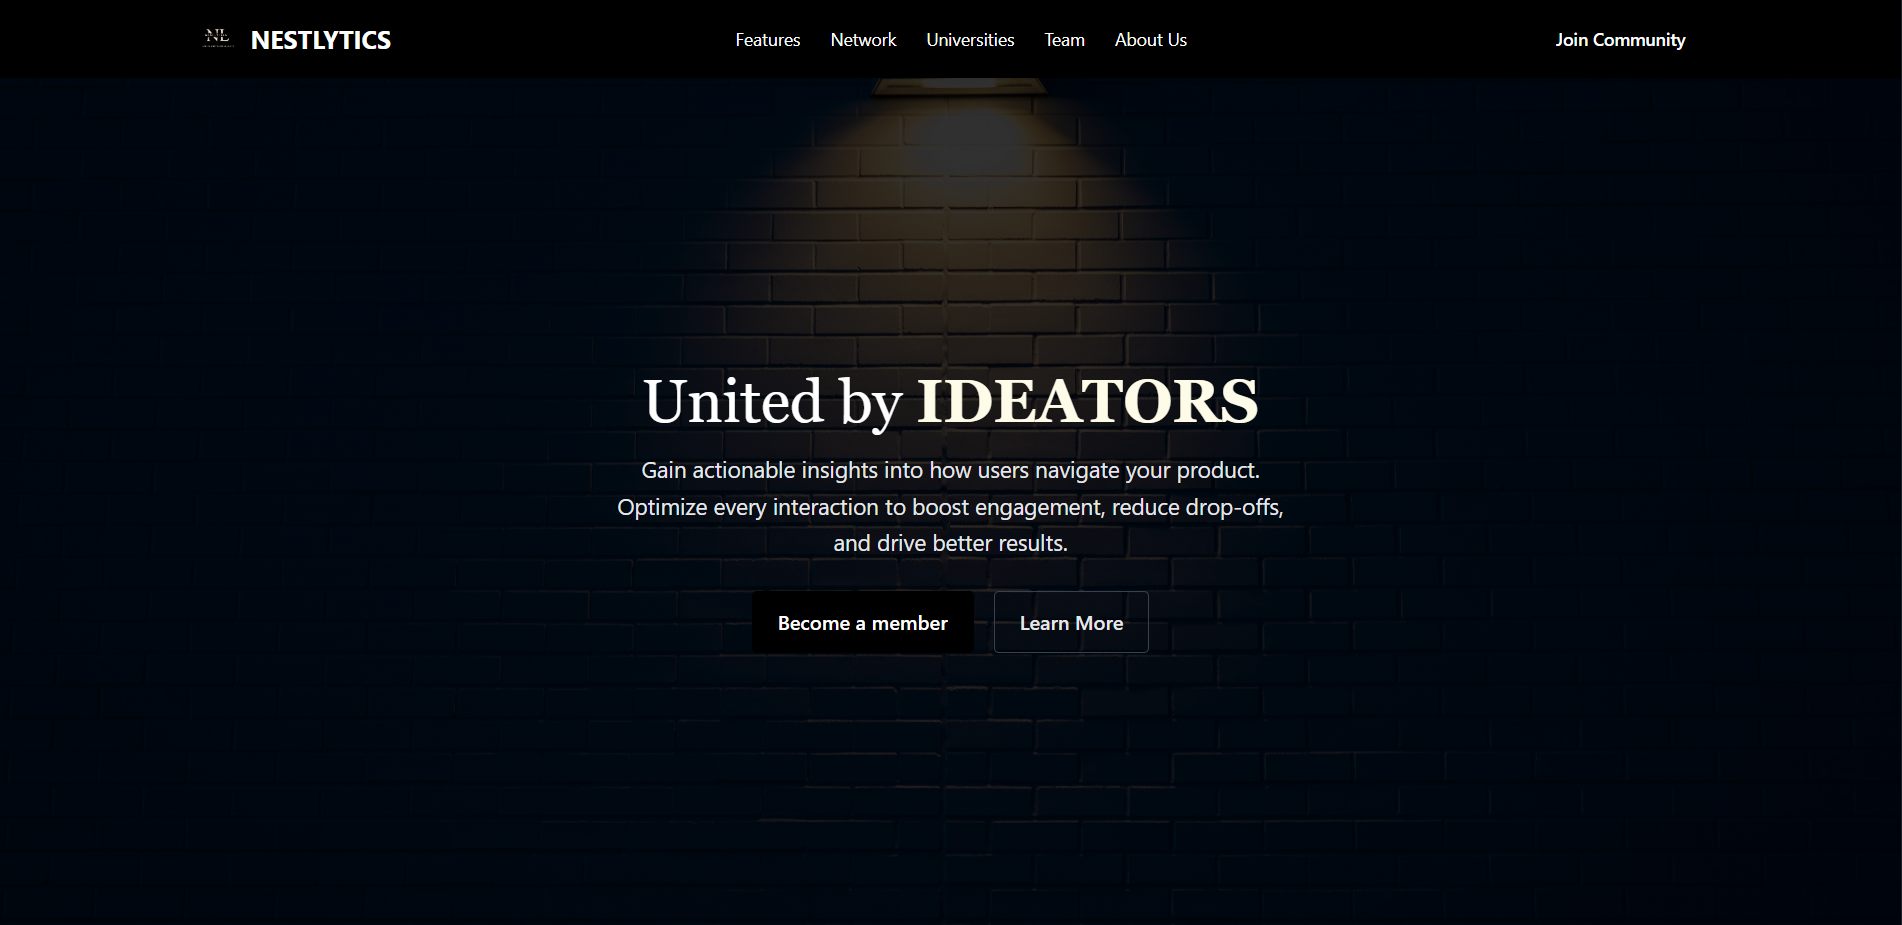 NL
NESTLYTICS
Features
Network
Universities
Team
About Us
Join Community
United by IDEATORS
Gain actionable insights into how users navigate your product.
Optimize every interaction to boost engagement, reduce drop-offs,
and drive better results.
Become a member
Learn More